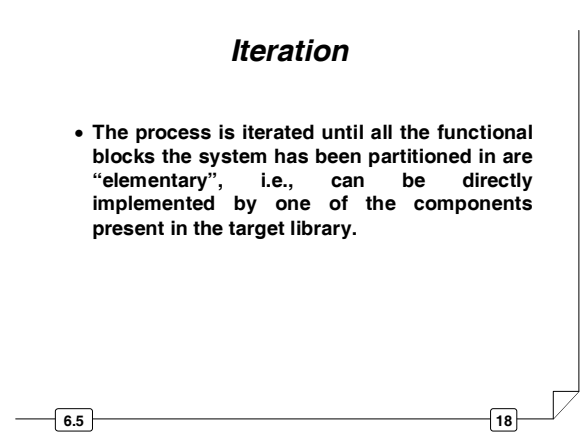 Iteration
• The process is iterated until all the functional
blocks the system has been partitioned in are
“elementary”, i.e., can be directly
implemented by one of the components
present in the target library.
6.5
18